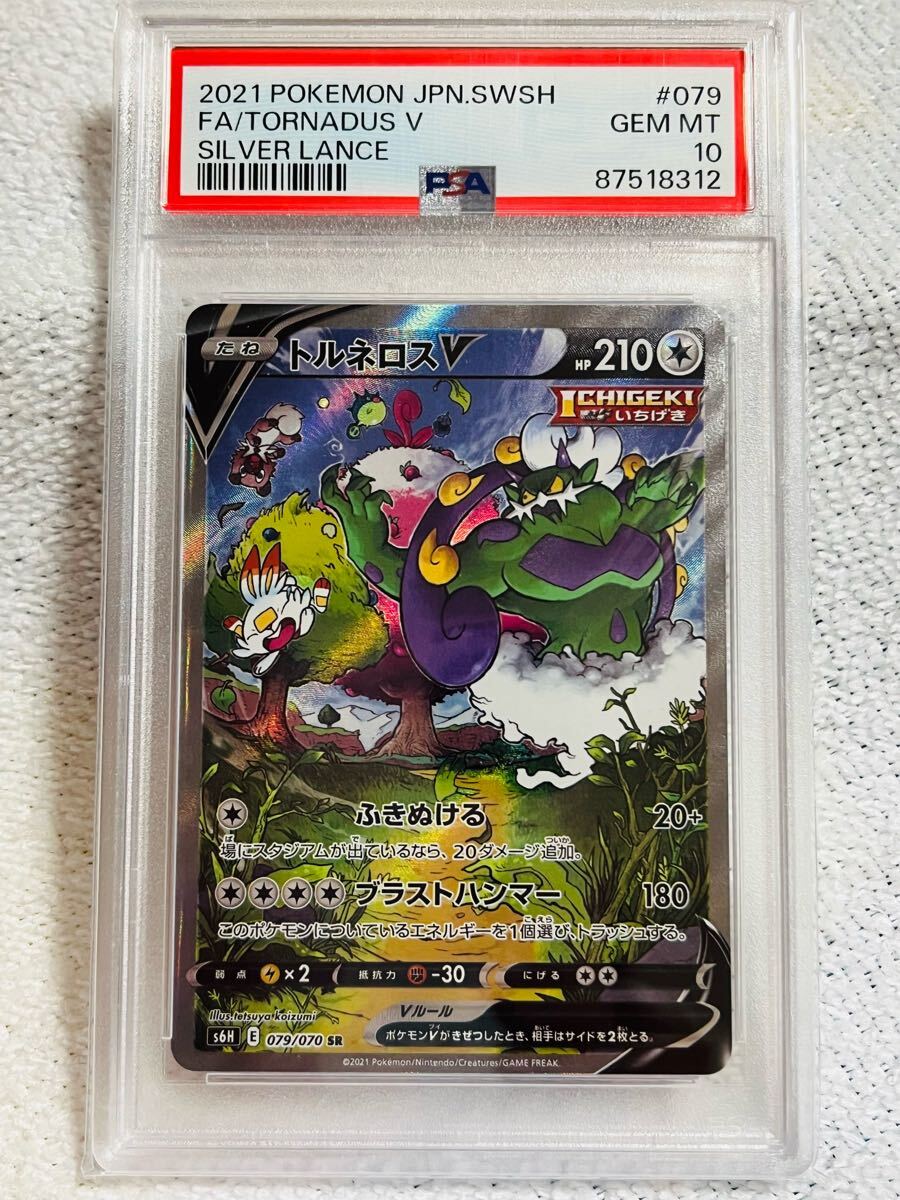 2021 POKEMON JPN.SWSH #079
FA/TORNADUS V GEM MT
SILVER LANCE 10
PSA 87518312
たね トルネロスV HP 210
ICHIGEKI
いちげき
ふきぬける 20+
場にスタジアムが出ているなら、20ダメージ追加。
ブラストハンマー 180
このポケモンについているエネルギーを1個選び、トラッシュする。
弱点 ×2 抵抗力 -30 にげる
Illus.tetsuya koizumi
Vルール
ポケモンVがきぜつしたとき、相手はサイドを2枚とる。
s6H E 079/070 SR
©2021 Pokémon/Nintendo/Creatures/GAME FREAK.